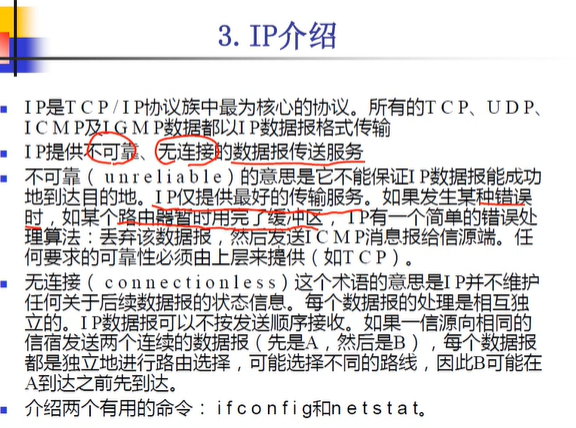 3. IP介绍
IP是TCP/IP协议族中最为核心的协议。所有的TCP、UDP、
ICMP及IGMP数据都以IP数据报格式传输
IP提供不可靠、无连接的数据报传送服务
不可靠（unreliable）的意思是它不能保证IP数据报能成功
地到达目的地。IP仅提供最好的传输服务。如果发生某种错误
时，如某个路由器暂时用完了缓冲区，IP有一个简单的错误处
理算法：丢弃该数据报，然后发送ICMP消息报给信源端。任
何要求的可靠性必须由上层来提供（如TCP）。
无连接（connectionless）这个术语的意思是IP并不维护
任何关于后续数据报的状态信息。每个数据报的处理是相互独
立的。IP数据报可以不按发送顺序接收。如果一信源向相同的
信宿发送两个连续的数据报（先是A，然后是B），每个数据报
都是独立地进行路由选择，可能选择不同的路线，因此B可能在
A到达之前先到达。
介绍两个有用的命令：ifconfig和netstat。